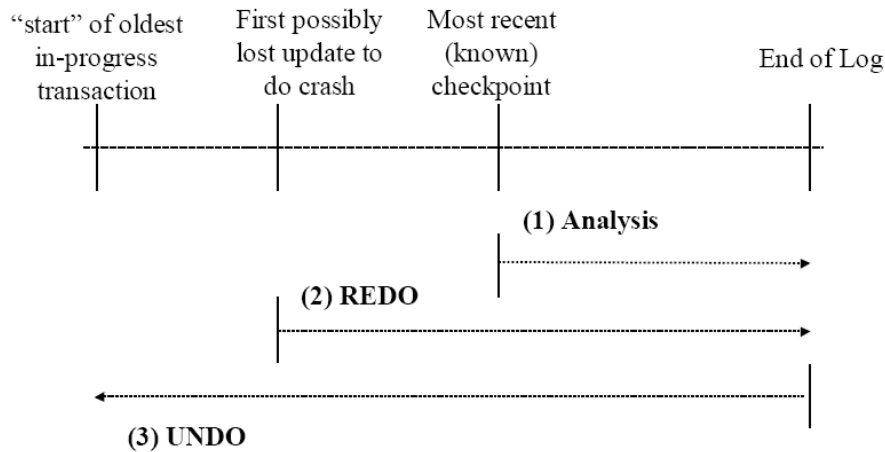 “start” of oldest
in-progress
transaction
First possibly
lost update to
do crash
Most recent
(known)
checkpoint
End of Log
(1) Analysis
(2) REDO
(3) UNDO